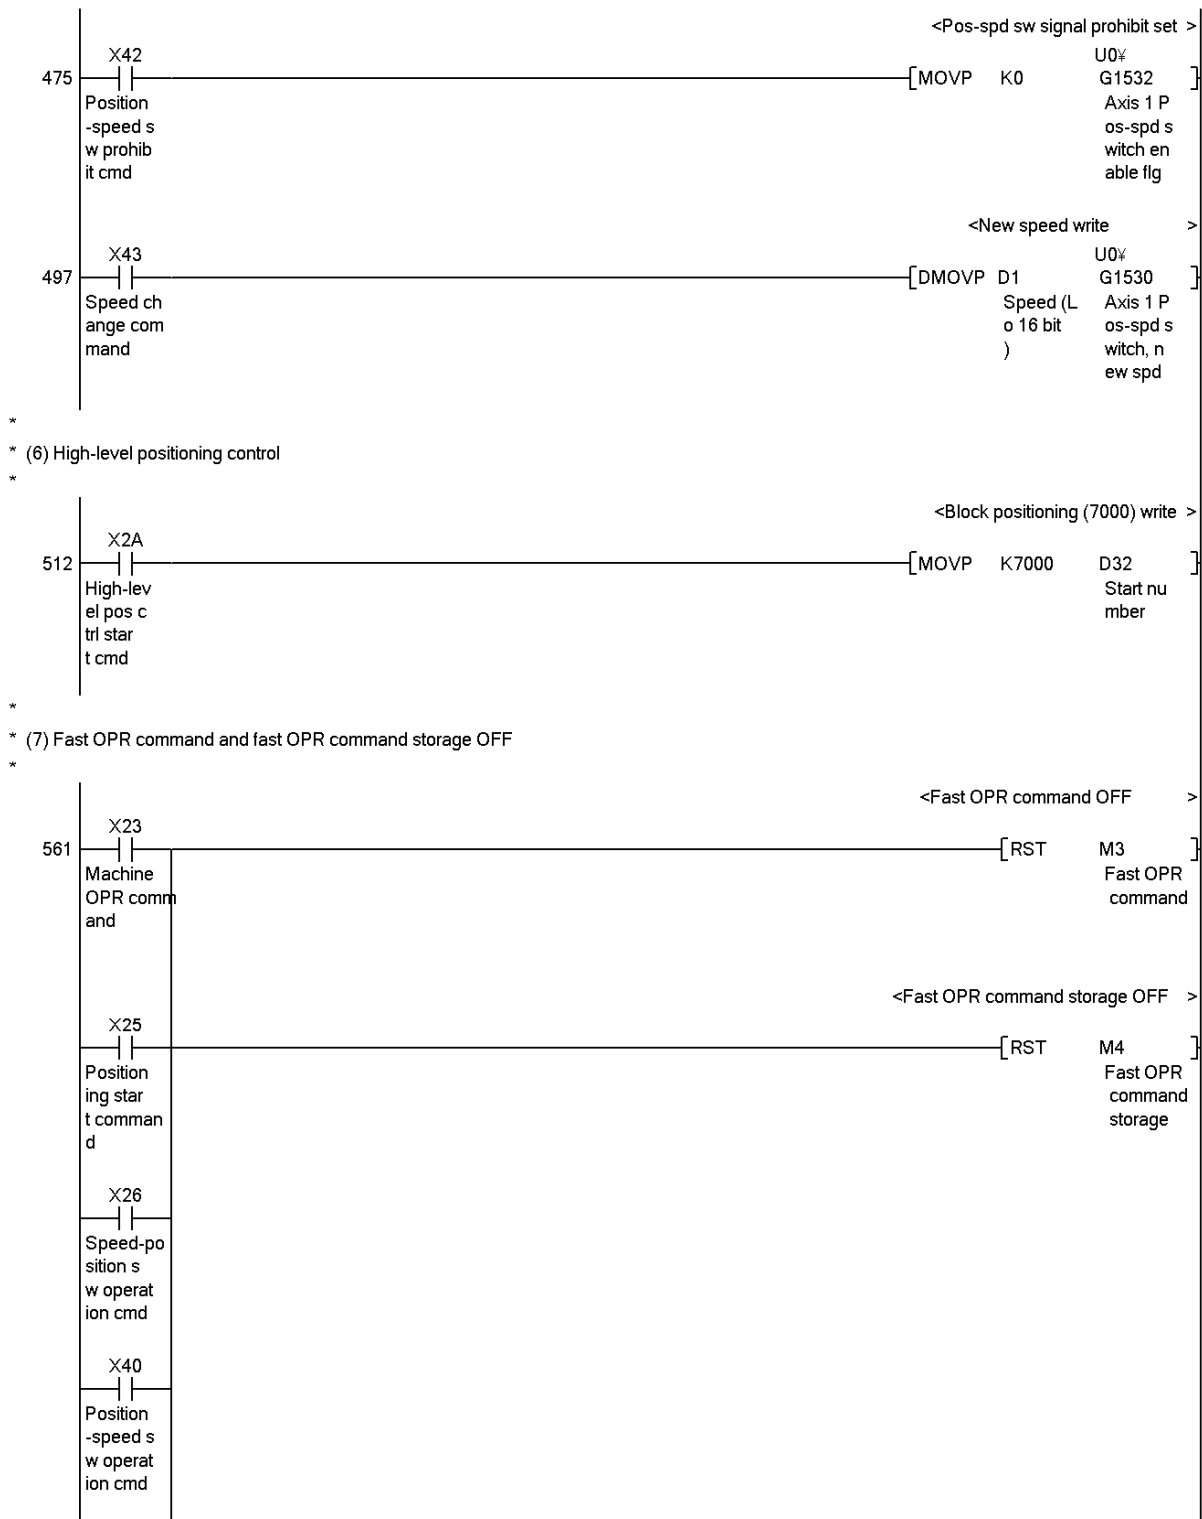 <Pos-spd sw signal prohibit set >
X42
U0¥
475
[MOVP K0 G1532 ]
Position
-speed s
w prohib
it cmd
Axis 1 P
os-spd s
witch en
able flg
<New speed write >
X43
U0¥
497
[DMOVP D1 G1530 ]
Speed ch
ange com
mand
Speed (L
o 16 bit
)
Axis 1 P
os-spd s
witch, n
ew spd
*
* (6) High-level positioning control
*
<Block positioning (7000) write >
X2A
512
[MOVP K7000 D32 ]
High-lev
el pos c
trl star
t cmd
Start nu
mber
*
* (7) Fast OPR command and fast OPR command storage OFF
*
<Fast OPR command OFF >
X23
561
[RST M3 ]
Machine
OPR comm
and
Fast OPR
command
<Fast OPR command storage OFF >
X25
[RST M4 ]
Position
ing star
t comman
d
Fast OPR
command
storage
X26
Speed-po
sition s
w operat
ion cmd
X40
Position
-speed s
w operat
ion cmd